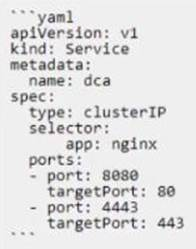 ```yaml
apiVersion: v1
kind: Service
metadata:
  name: dca
spec:
  type: clusterIP
  selector:
      app: nginx
  ports:
  - port: 8080
    targetPort: 80
  - port: 4443
    targetPort: 443
```